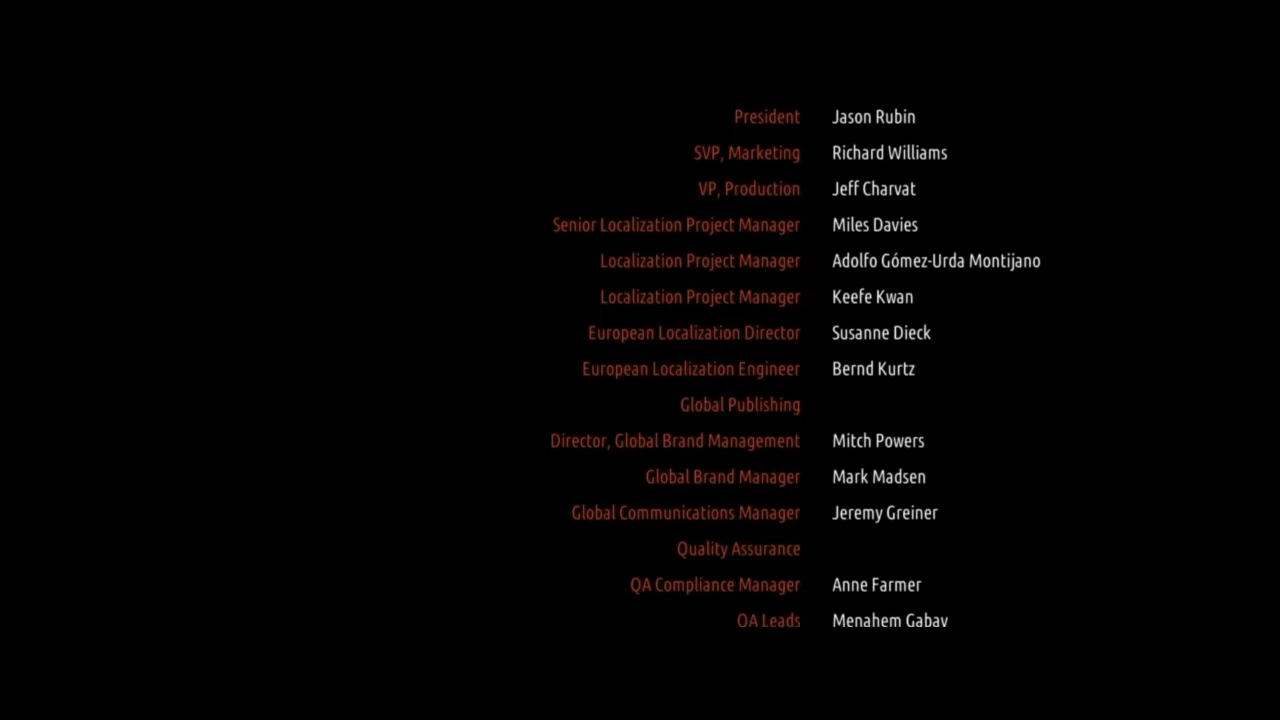 President Jason Rubin
SVP, Marketing Richard Williams
VP, Production Jeff Charvat
Senior Localization Project Manager Miles Davies
Localization Project Manager Adolfo Gómez-Urda Montijano
Localization Project Manager Keefe Kwan
European Localization Director Susanne Dieck
European Localization Engineer Bernd Kurtz
Global Publishing
Director, Global Brand Management Mitch Powers
Global Brand Manager Mark Madsen
Global Communications Manager Jeremy Greiner
Quality Assurance
QA Compliance Manager Anne Farmer
QA Leads Menahem Gabay